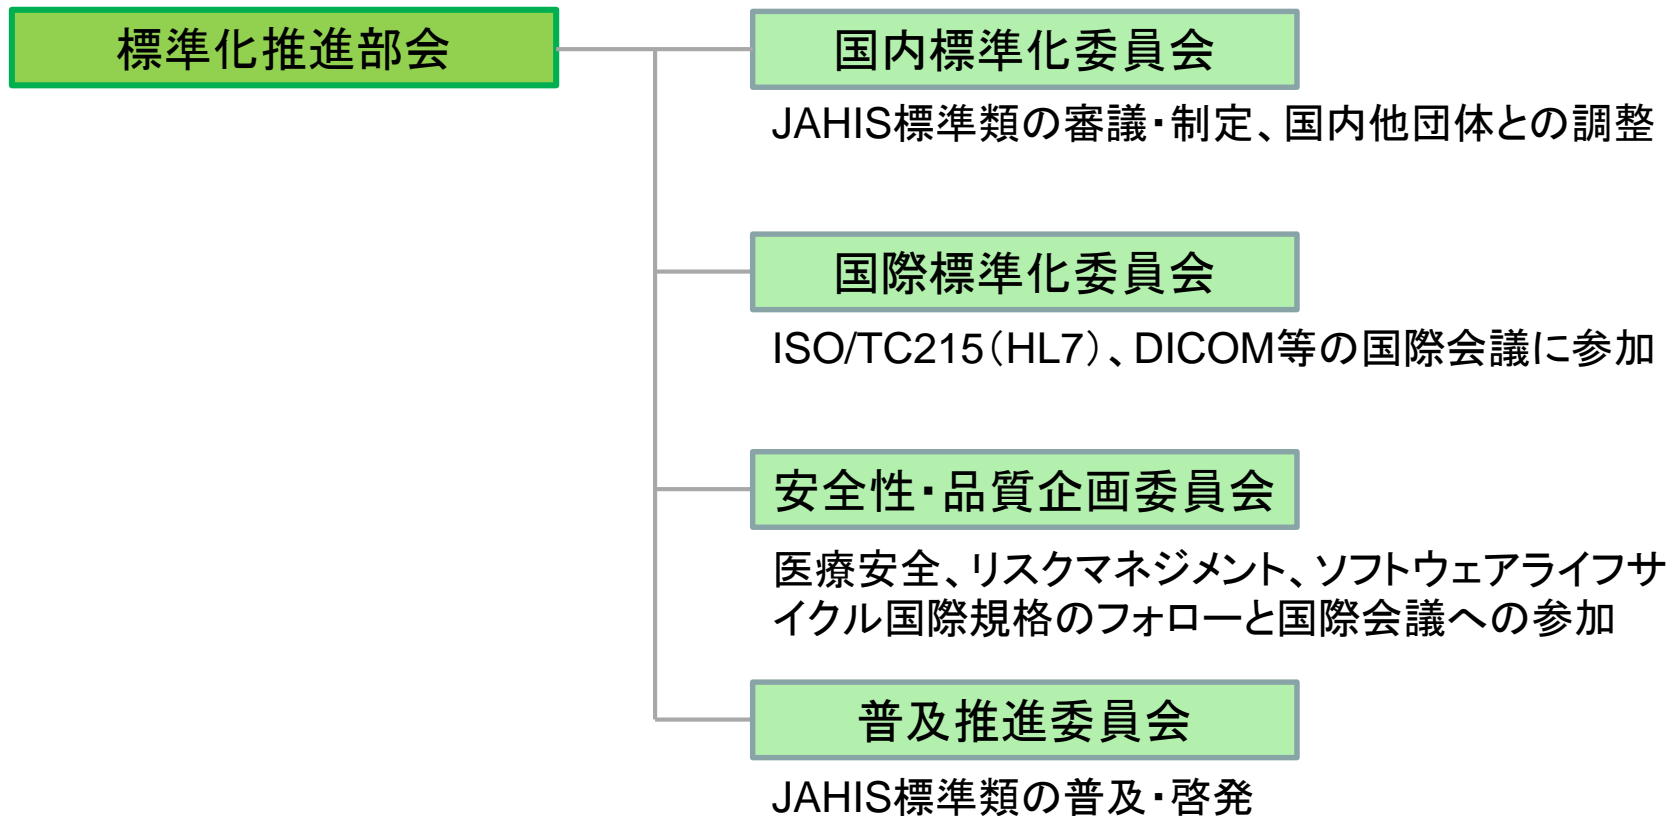 標準化推進部会
国内標準化委員会
JAHIS標準類の審議・制定、国内他団体との調整
国際標準化委員会
ISO/TC215（HL7）、DICOM等の国際会議に参加
安全性・品質企画委員会
医療安全、リスクマネジメント、ソフトウェアライフサ
イクル国際規格のフォローと国際会議への参加
普及推進委員会
JAHIS標準類の普及・啓発